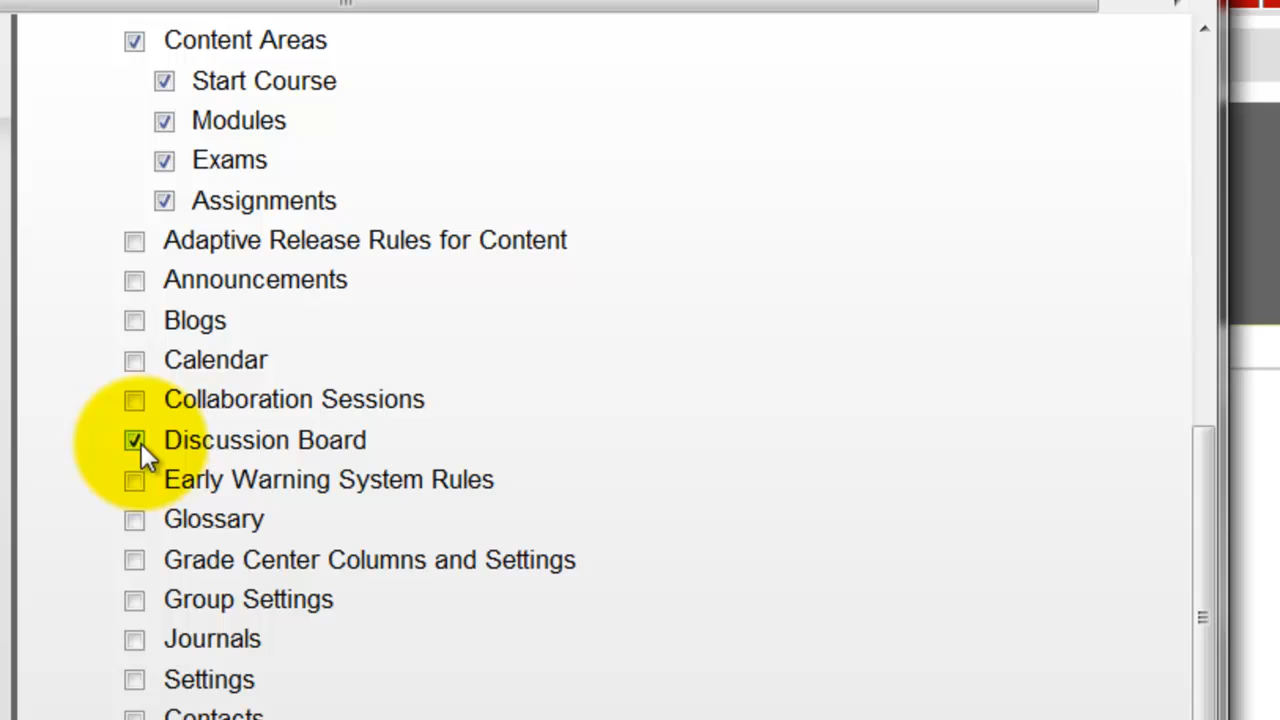 Content Areas
Start Course
Modules
Exams
Assignments
Adaptive Release Rules for Content
Announcements
Blogs
Calendar
Collaboration Sessions
Discussion Board
Early Warning System Rules
Glossary
Grade Center Columns and Settings
Group Settings
Journals
Settings
Contacts